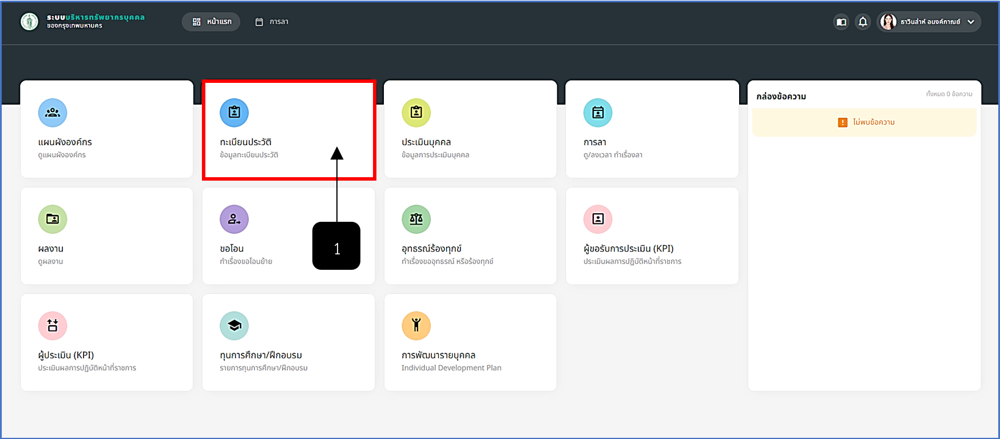 ระบบบริหารทรัพยากรบุคคล
ของกรุงเทพมหานคร
หน้าแรก
การลา
ธาวินส่าห์ อนงค์กาณย์
แผนผังองค์กร
ดูแผนผังองค์กร
ทะเบียนประวัติ
ข้อมูลทะเบียนประวัติ
ประเมินบุคคล
ข้อมูลการประเมินบุคคล
การลา
ดู/ลงเวลา ทำเรื่องลา
กล่องข้อความ
ทั้งหมด 0 ข้อความ
ไม่พบข้อความ
ผลงาน
ดูผลงาน
ขอโอน
ทำเรื่องขอโอนย้าย
1
อุทธรณ์ร้องทุกข์
ทำเรื่องขออุทธรณ์ หรือร้องทุกข์
ผู้ขอรับการประเมิน (KPI)
ประเมินผลการปฏิบัติหน้าที่ราชการ
ผู้ประเมิน (KPI)
ประเมินผลการปฏิบัติหน้าที่ราชการ
ทุนการศึกษา/ฝึกอบรม
รายการทุนการศึกษา/ฝึกอบรม
การพัฒนารายบุคคล
Individual Development Plan